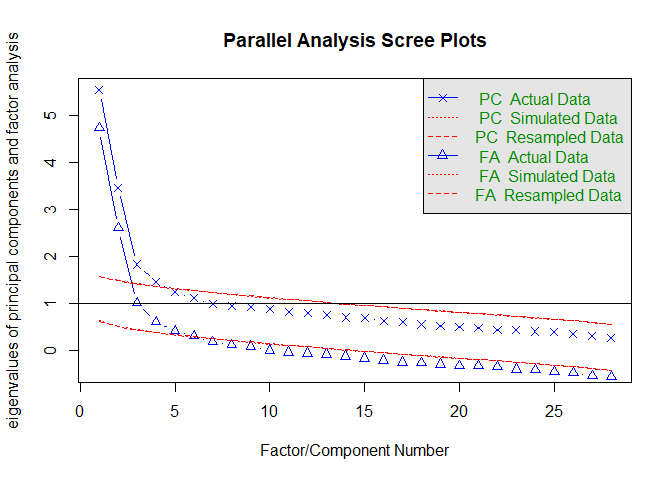 Parallel Analysis Scree Plots
eigenvalues of principal components and factor analysis
5
4
3
2
1
0
PC Actual Data
PC Simulated Data
PC Resampled Data
FA Actual Data
FA Simulated Data
FA Resampled Data
0 5 10 15 20 25
Factor/Component Number